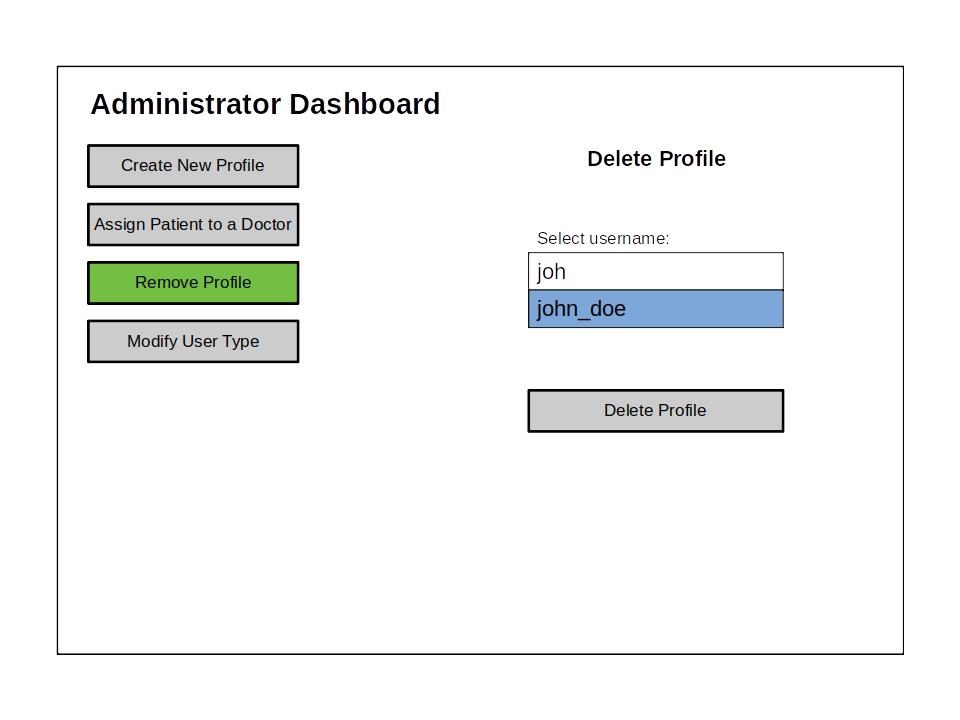 Administrator Dashboard
Create New Profile
Assign Patient to a Doctor
Remove Profile
Modify User Type
Delete Profile
Select username:
joh
john_doe
Delete Profile